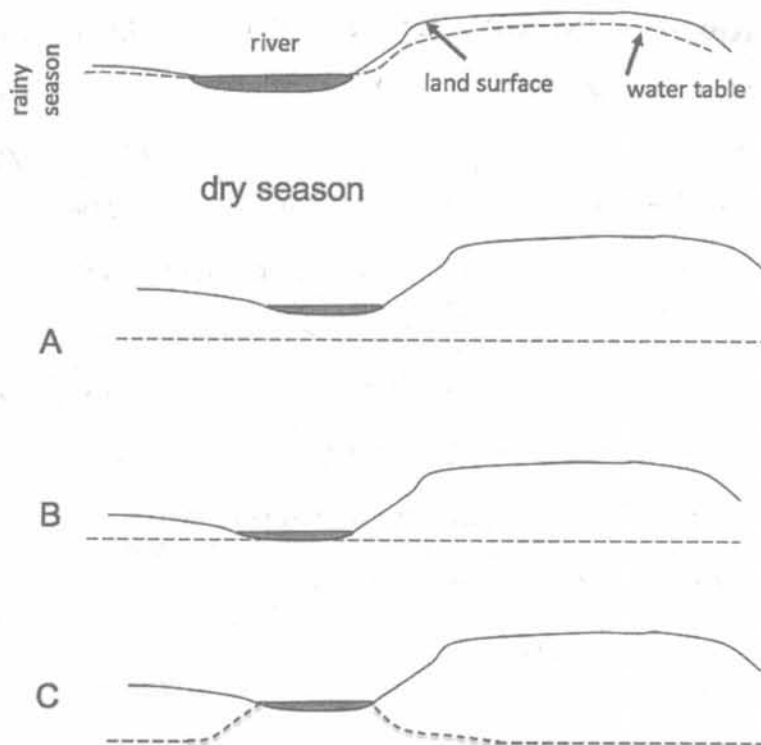 rainy
season
river
land surface
water table
dry season
A
B
C